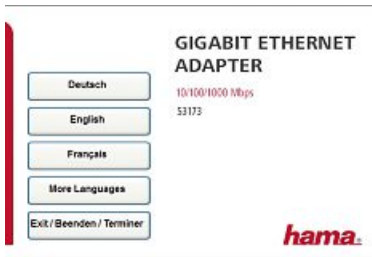 GIGABIT ETHERNET
ADAPTER
10/100/1000 Mbps
53173
Deutsch
English
Français
More Languages
Exit / Beenden / Terminer
hama.